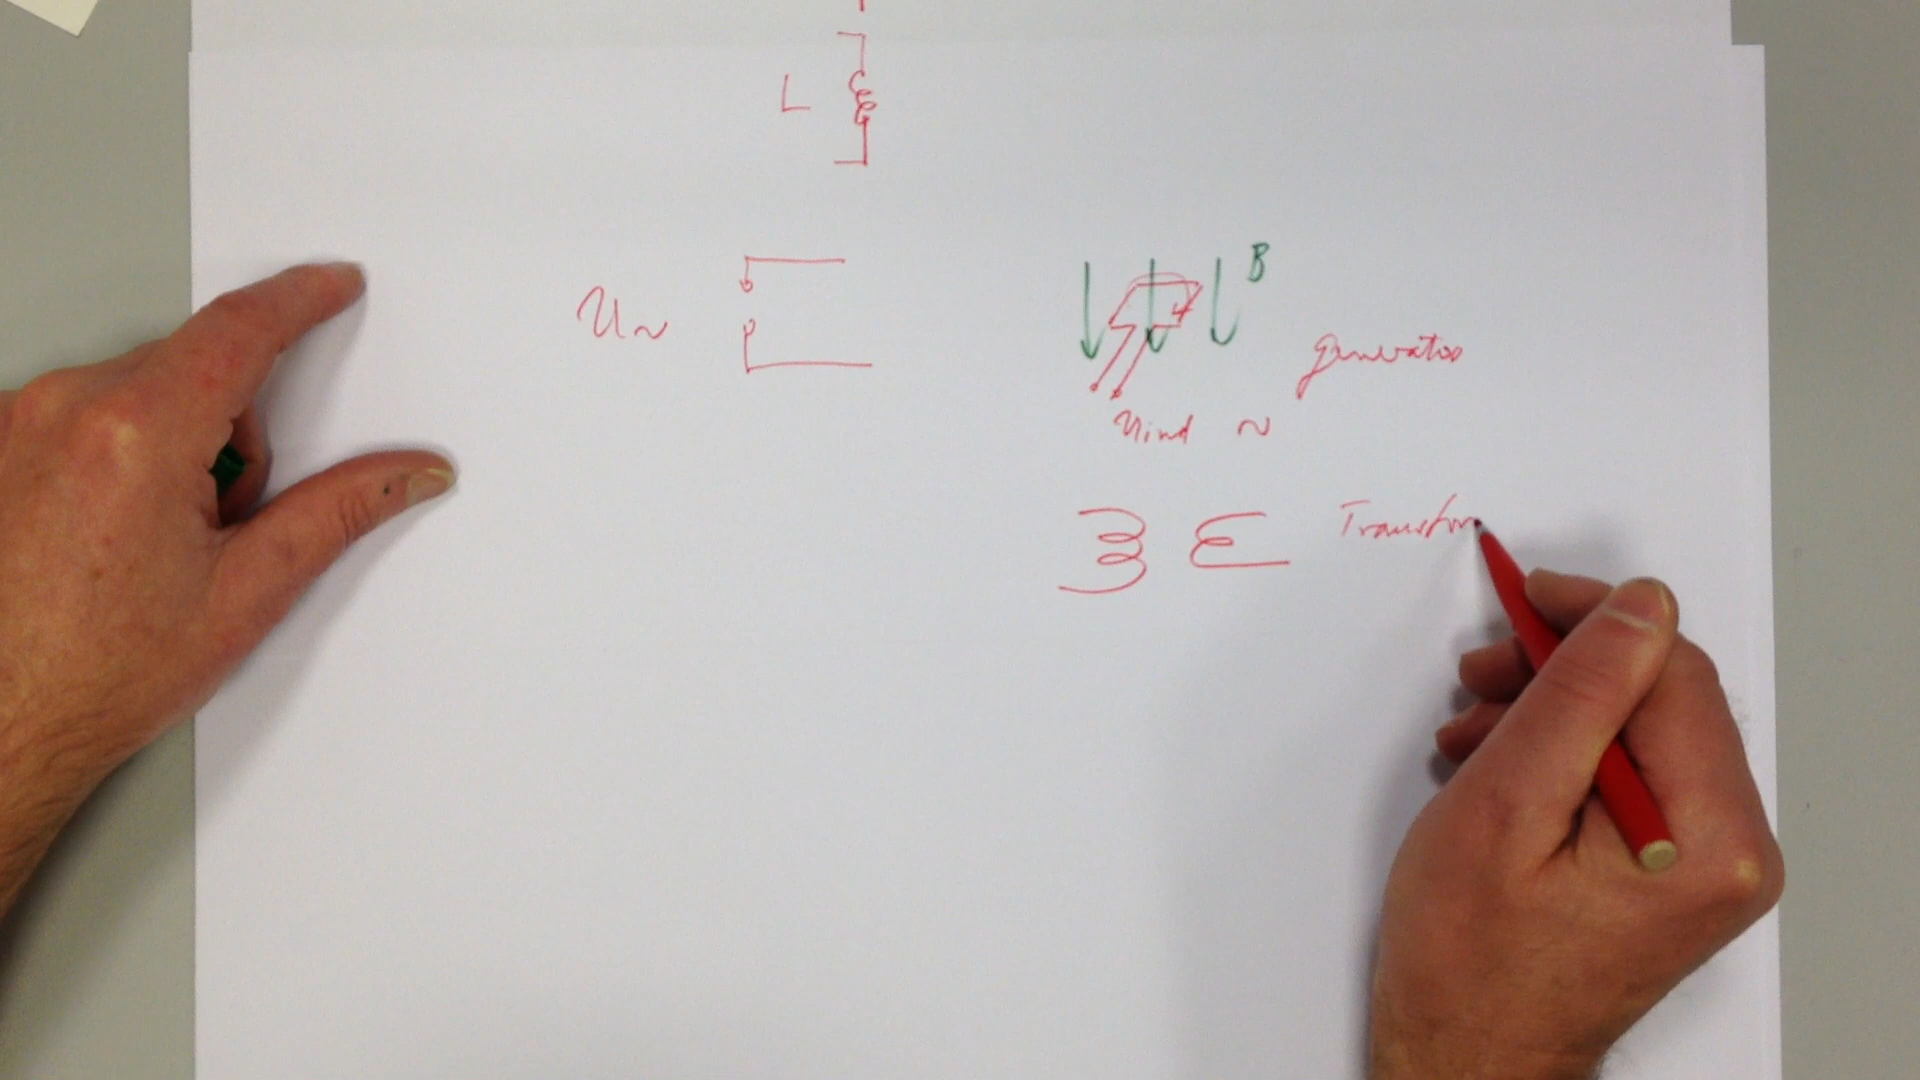 L
B
U~
generator
Uind ~
Transform